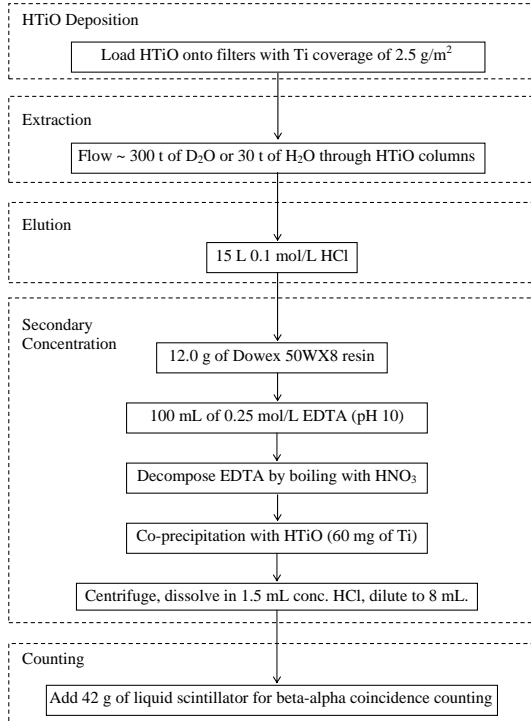 HTiO Deposition
Load HTiO onto filters with Ti coverage of 2.5 g/m²
Extraction
Flow ~ 300 t of D₂O or 30 t of H₂O through HTiO columns
Elution
15 L 0.1 mol/L HCl
Secondary
Concentration
12.0 g of Dowex 50WX8 resin
100 mL of 0.25 mol/L EDTA (pH 10)
Decompose EDTA by boiling with HNO₃
Co-precipitation with HTiO (60 mg of Ti)
Centrifuge, dissolve in 1.5 mL conc. HCl, dilute to 8 mL.
Counting
Add 42 g of liquid scintillator for beta-alpha coincidence counting